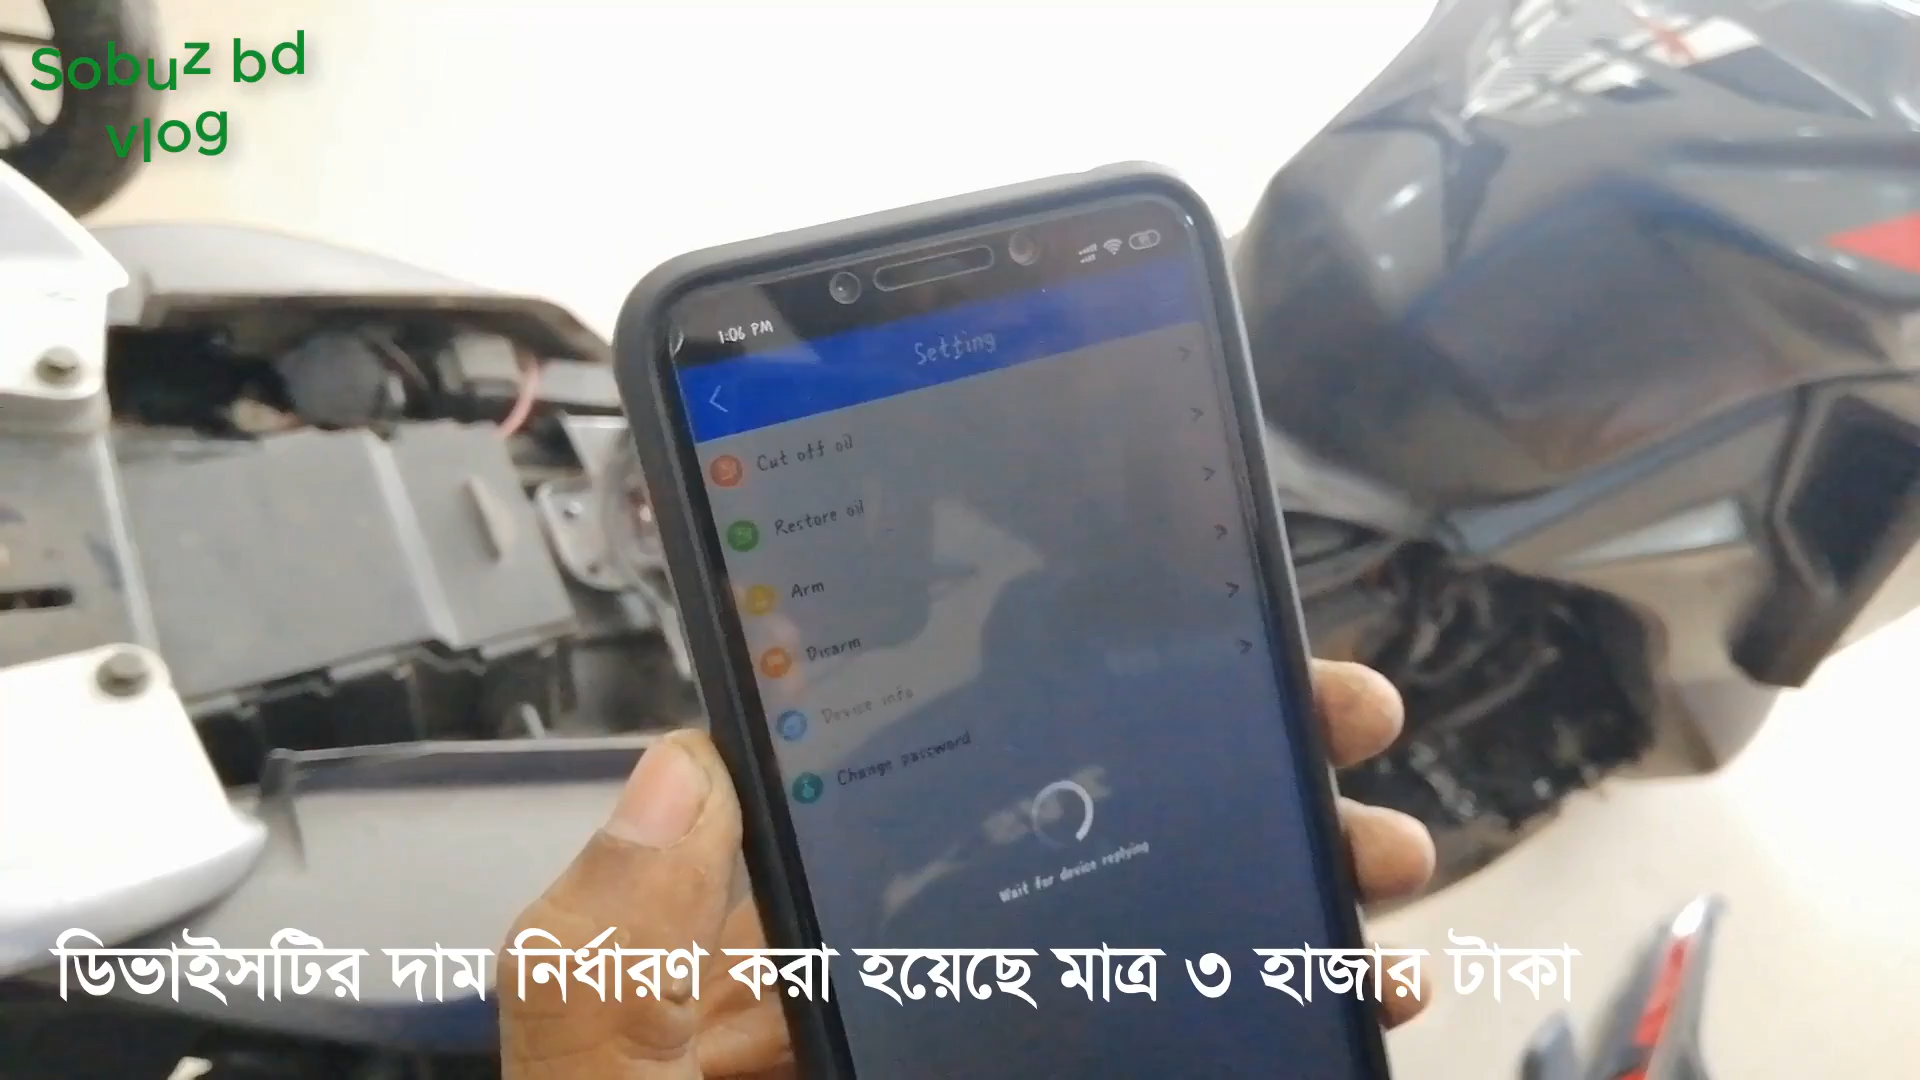 Sobuz bd
vlog
1:06 PM
Setting
Cut off oil
Restore oil
Arm
Disarm
Device info
Change password
Wait for device replying
ডিভাইসটির দাম নির্ধারণ করা হয়েছে মাত্র ৩ হাজার টাকা